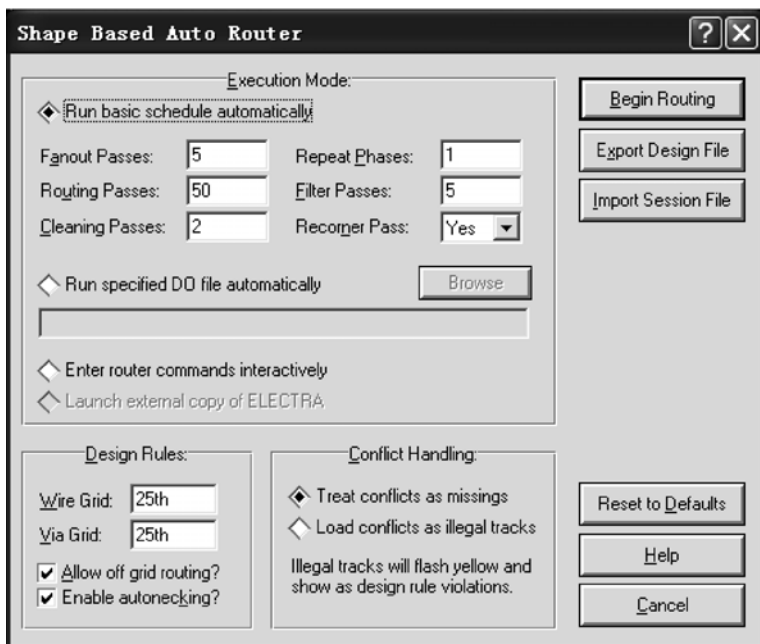 Shape Based Auto Router
Execution Mode:
Run basic schedule automatically
Fanout Passes: 5 Repeat Phases: 1
Routing Passes: 50 Filter Passes: 5
Cleaning Passes: 2 Recorner Pass: Yes
Run specified DO file automatically Browse
Enter router commands interactively
Launch external copy of ELECTRA
Begin Routing
Export Design File
Import Session File
Design Rules:
Wire Grid: 25th
Via Grid: 25th
Allow off grid routing?
Enable autonecking?
Conflict Handling:
Treat conflicts as missings
Load conflicts as illegal tracks
Illegal tracks will flash yellow and
show as design rule violations.
Reset to Defaults
Help
Cancel